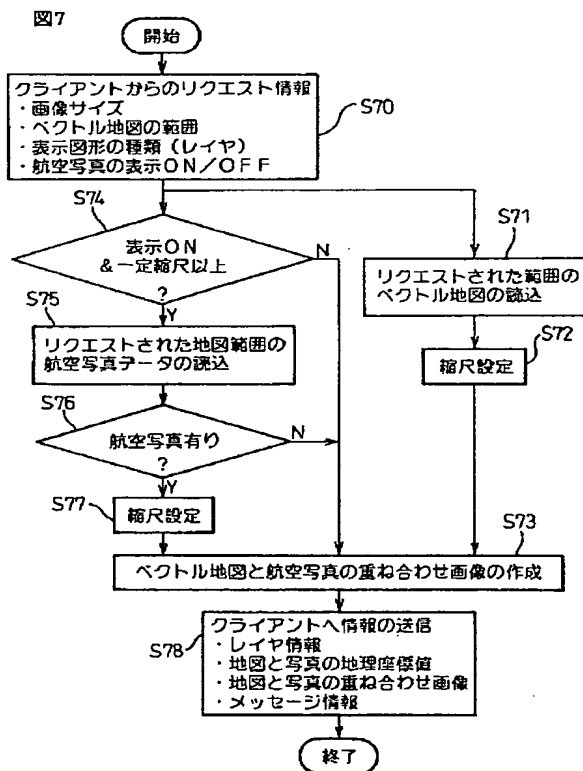 図7
開始
クライアントからのリクエスト情報
・画像サイズ
・ベクトル地図の範囲
・表示図形の種類（レイヤ）
・航空写真の表示ON／OFF
S70
S74
表示ON
&一定縮尺以上
?
N
Y
S71
リクエストされた範囲の
ベクトル地図の読込
S72
縮尺設定
S75
リクエストされた地図範囲の
航空写真データの読込
S76
航空写真有り
?
N
Y
S77
縮尺設定
S73
ベクトル地図と航空写真の重ね合わせ画像の作成
S78
クライアントへ情報の送信
・レイヤ情報
・地図と写真の地理座標値
・地図と写真の重ね合わせ画像
・メッセージ情報
終了